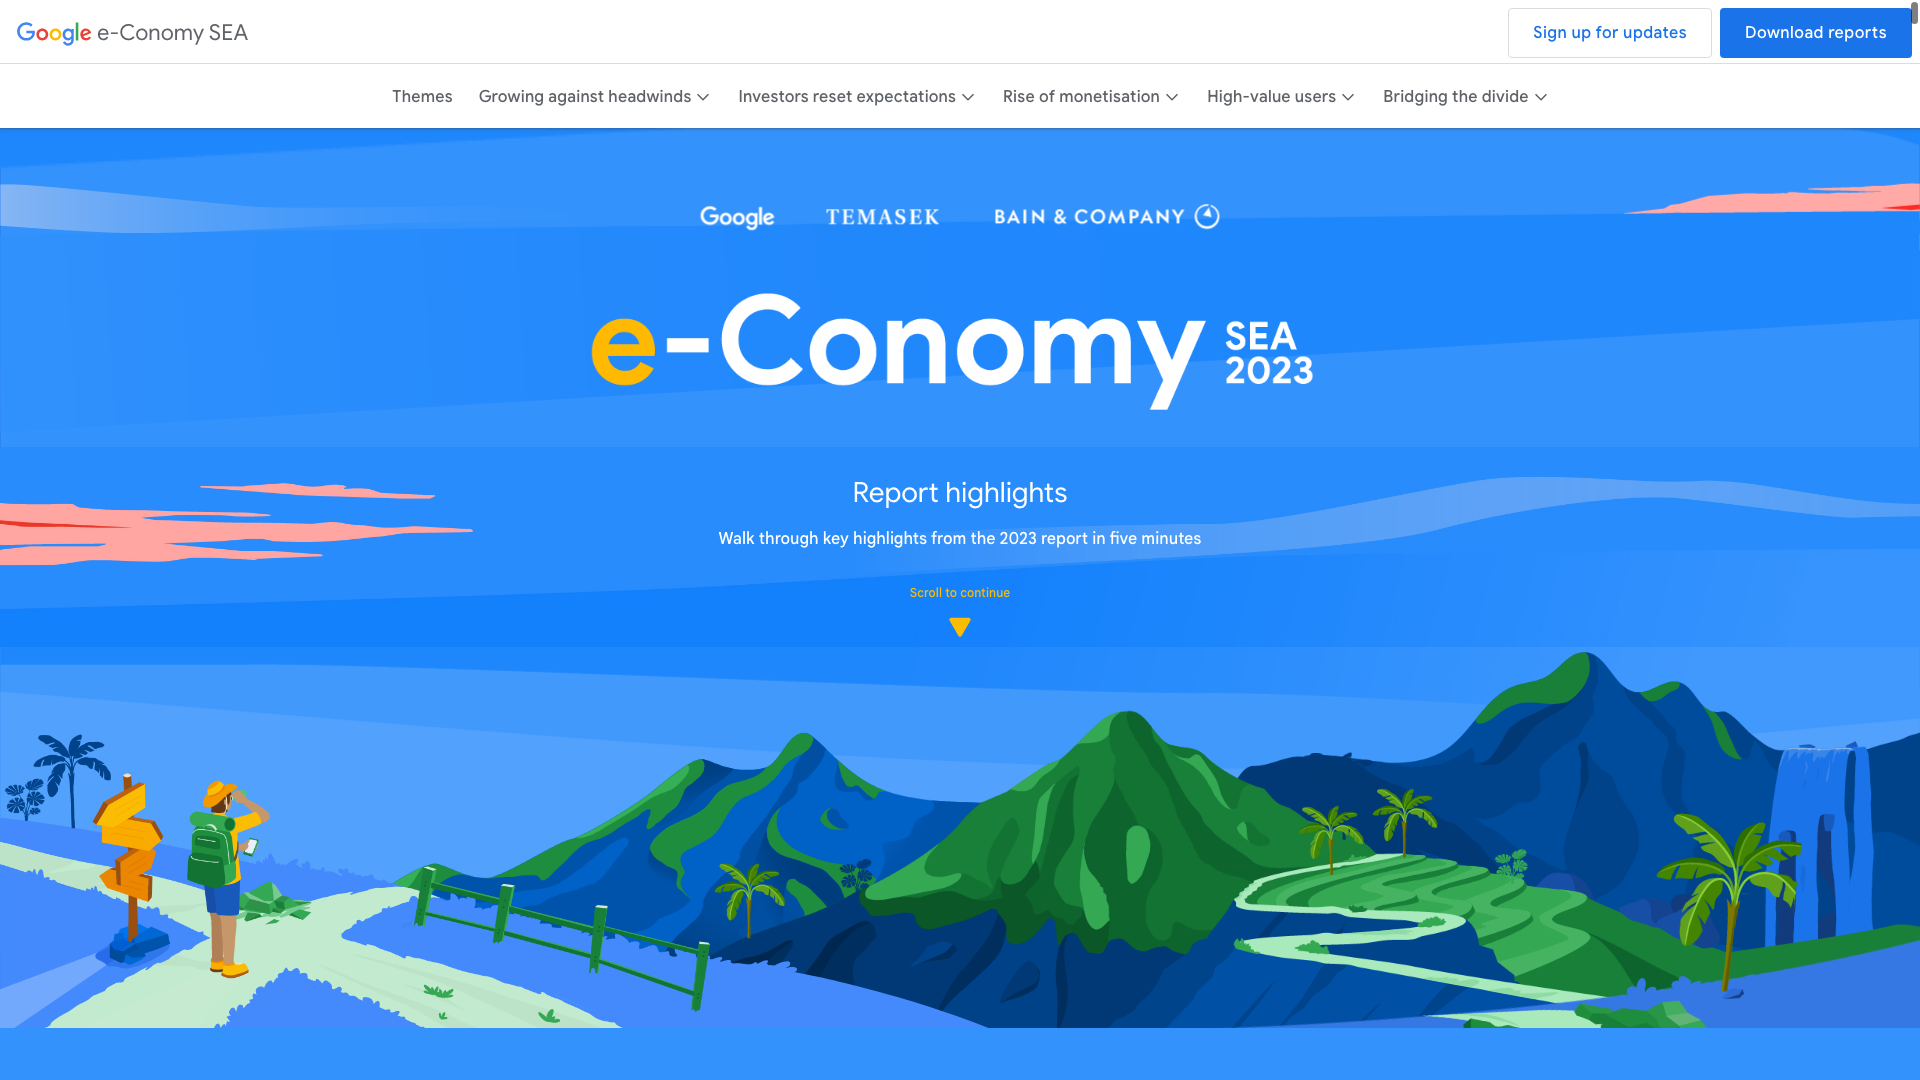 Google e-Conomy SEA
Sign up for updates
Download reports
Themes
Growing against headwinds
Investors reset expectations
Rise of monetisation
High-value users
Bridging the divide
Google
TEMASEK
BAIN & COMPANY
e-Conomy SEA 2023
Report highlights
Walk through key highlights from the 2023 report in five minutes
Scroll to continue